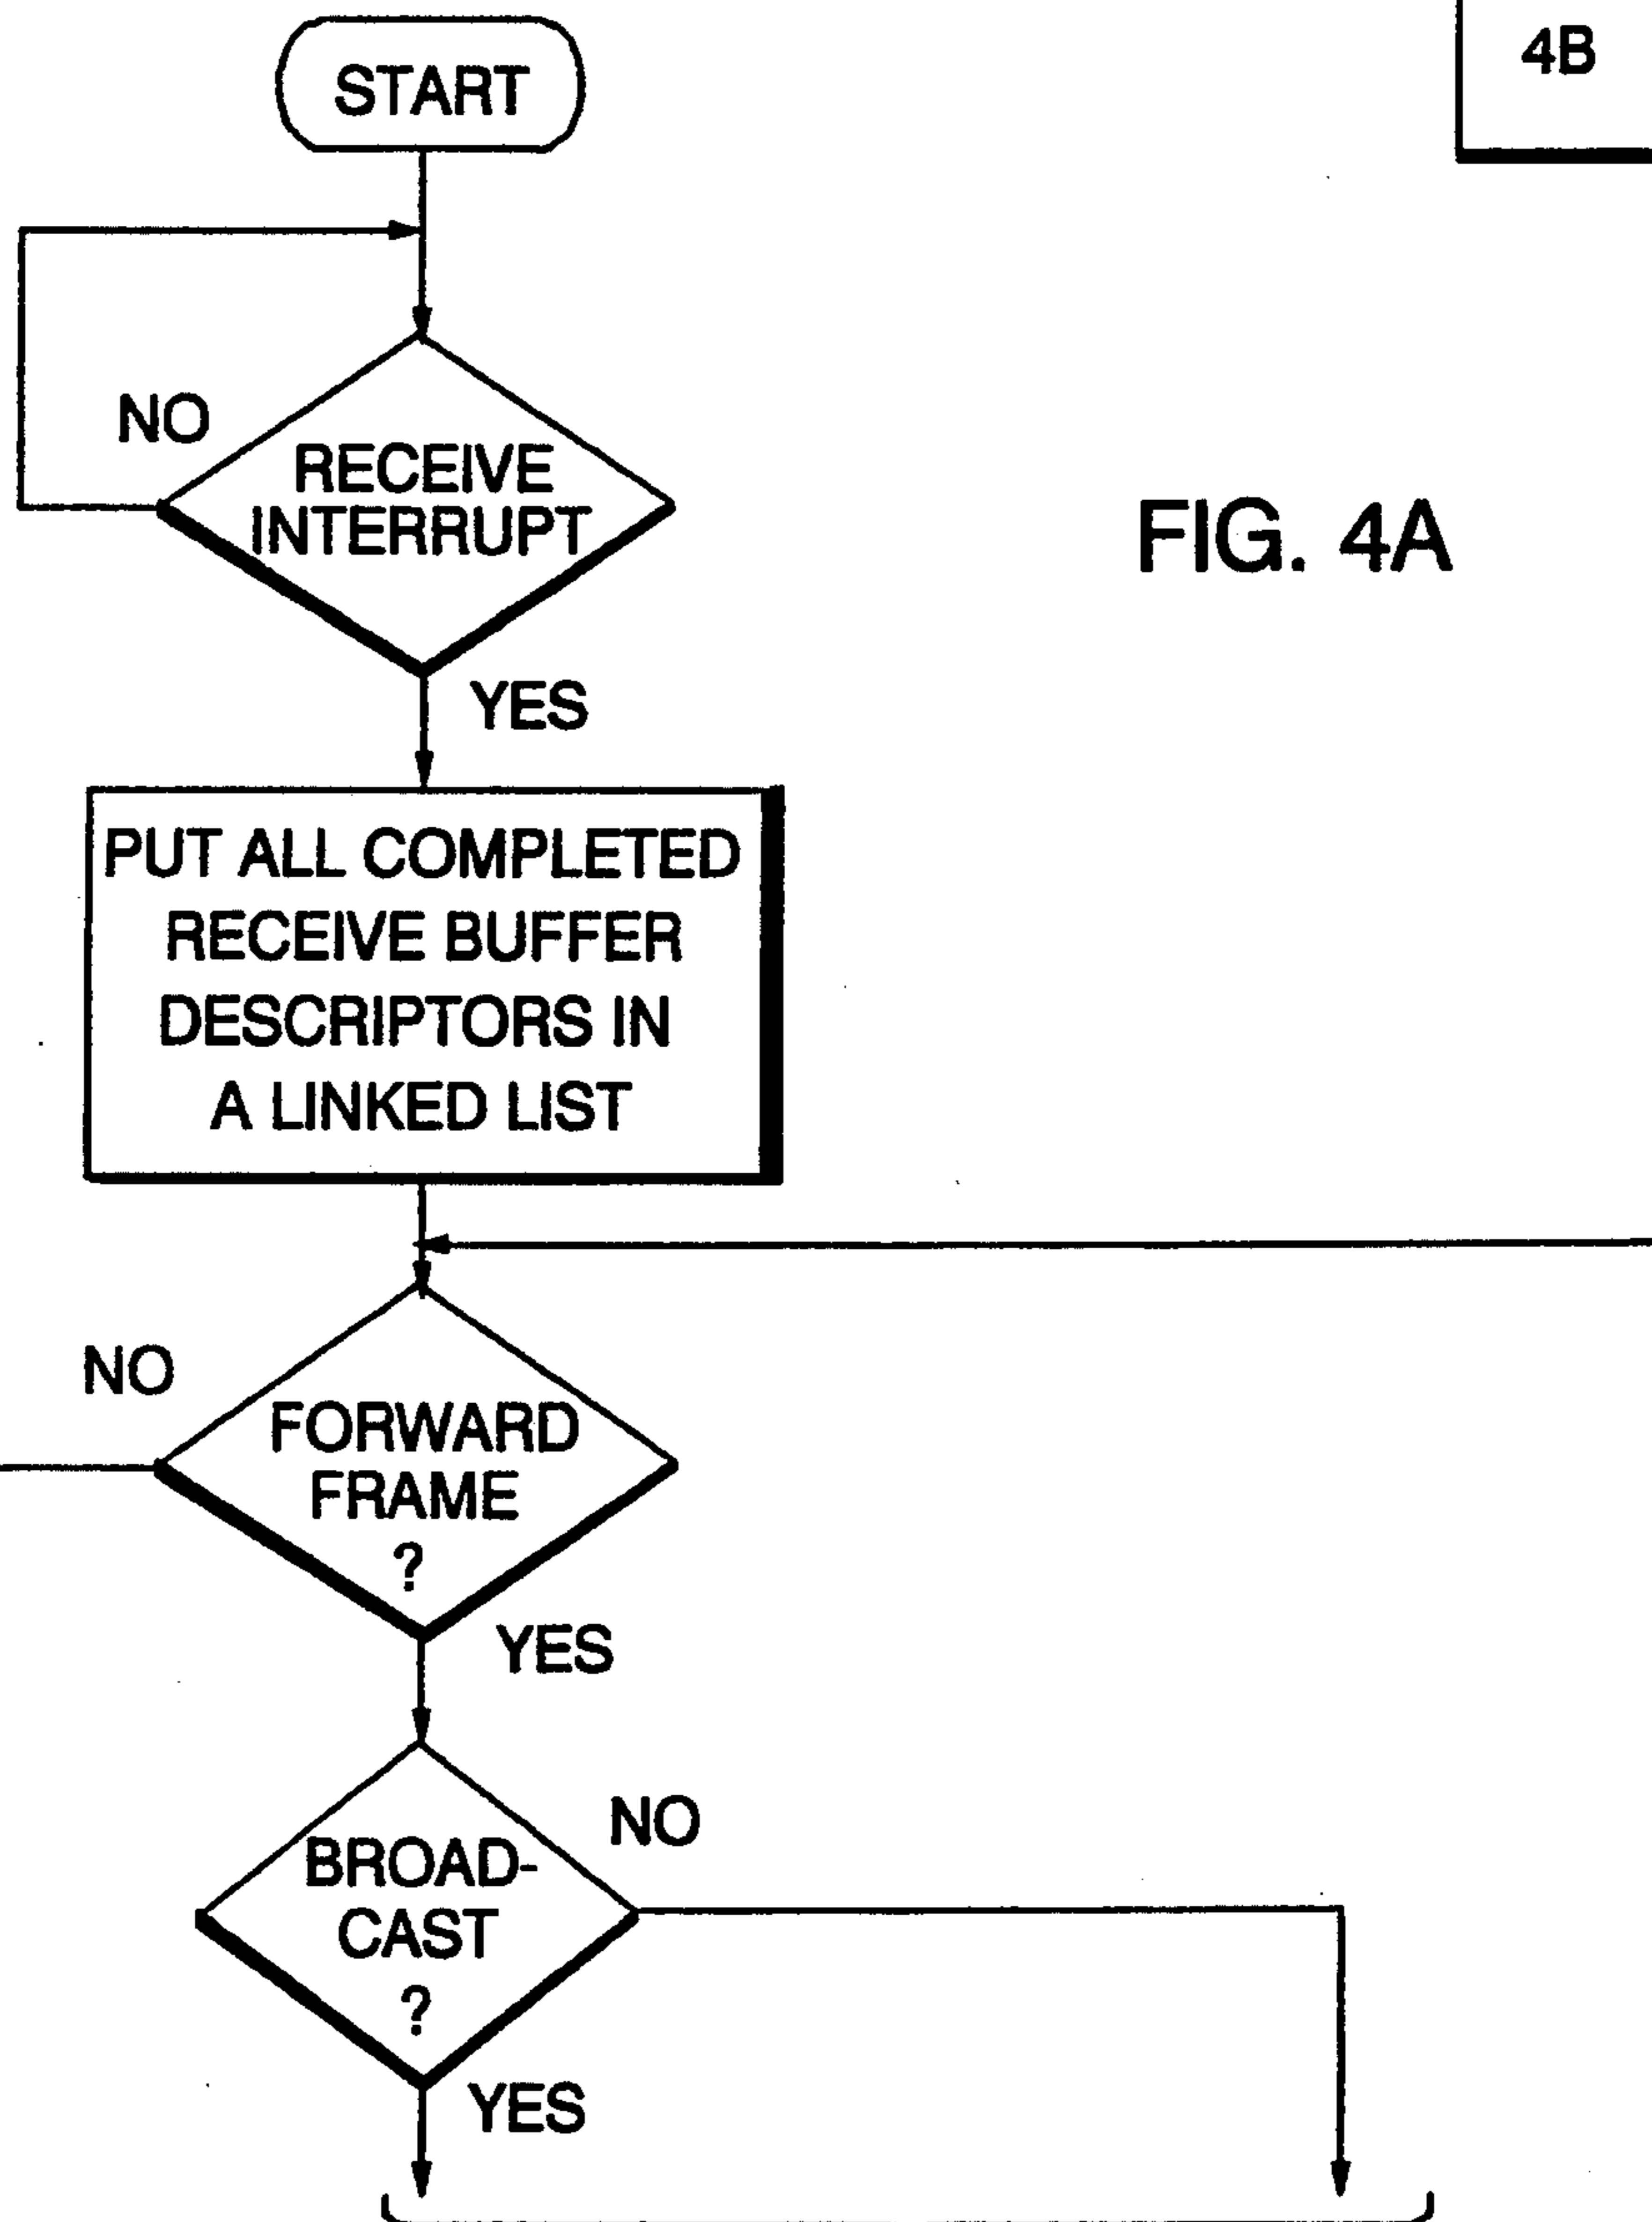 START
4B
NO
RECEIVE
INTERRUPT
FIG. 4A
YES
PUT ALL COMPLETED
RECEIVE BUFFER
DESCRIPTORS IN
A LINKED LIST
NO
FORWARD
FRAME
?
YES
NO
BROAD-
CAST
?
YES